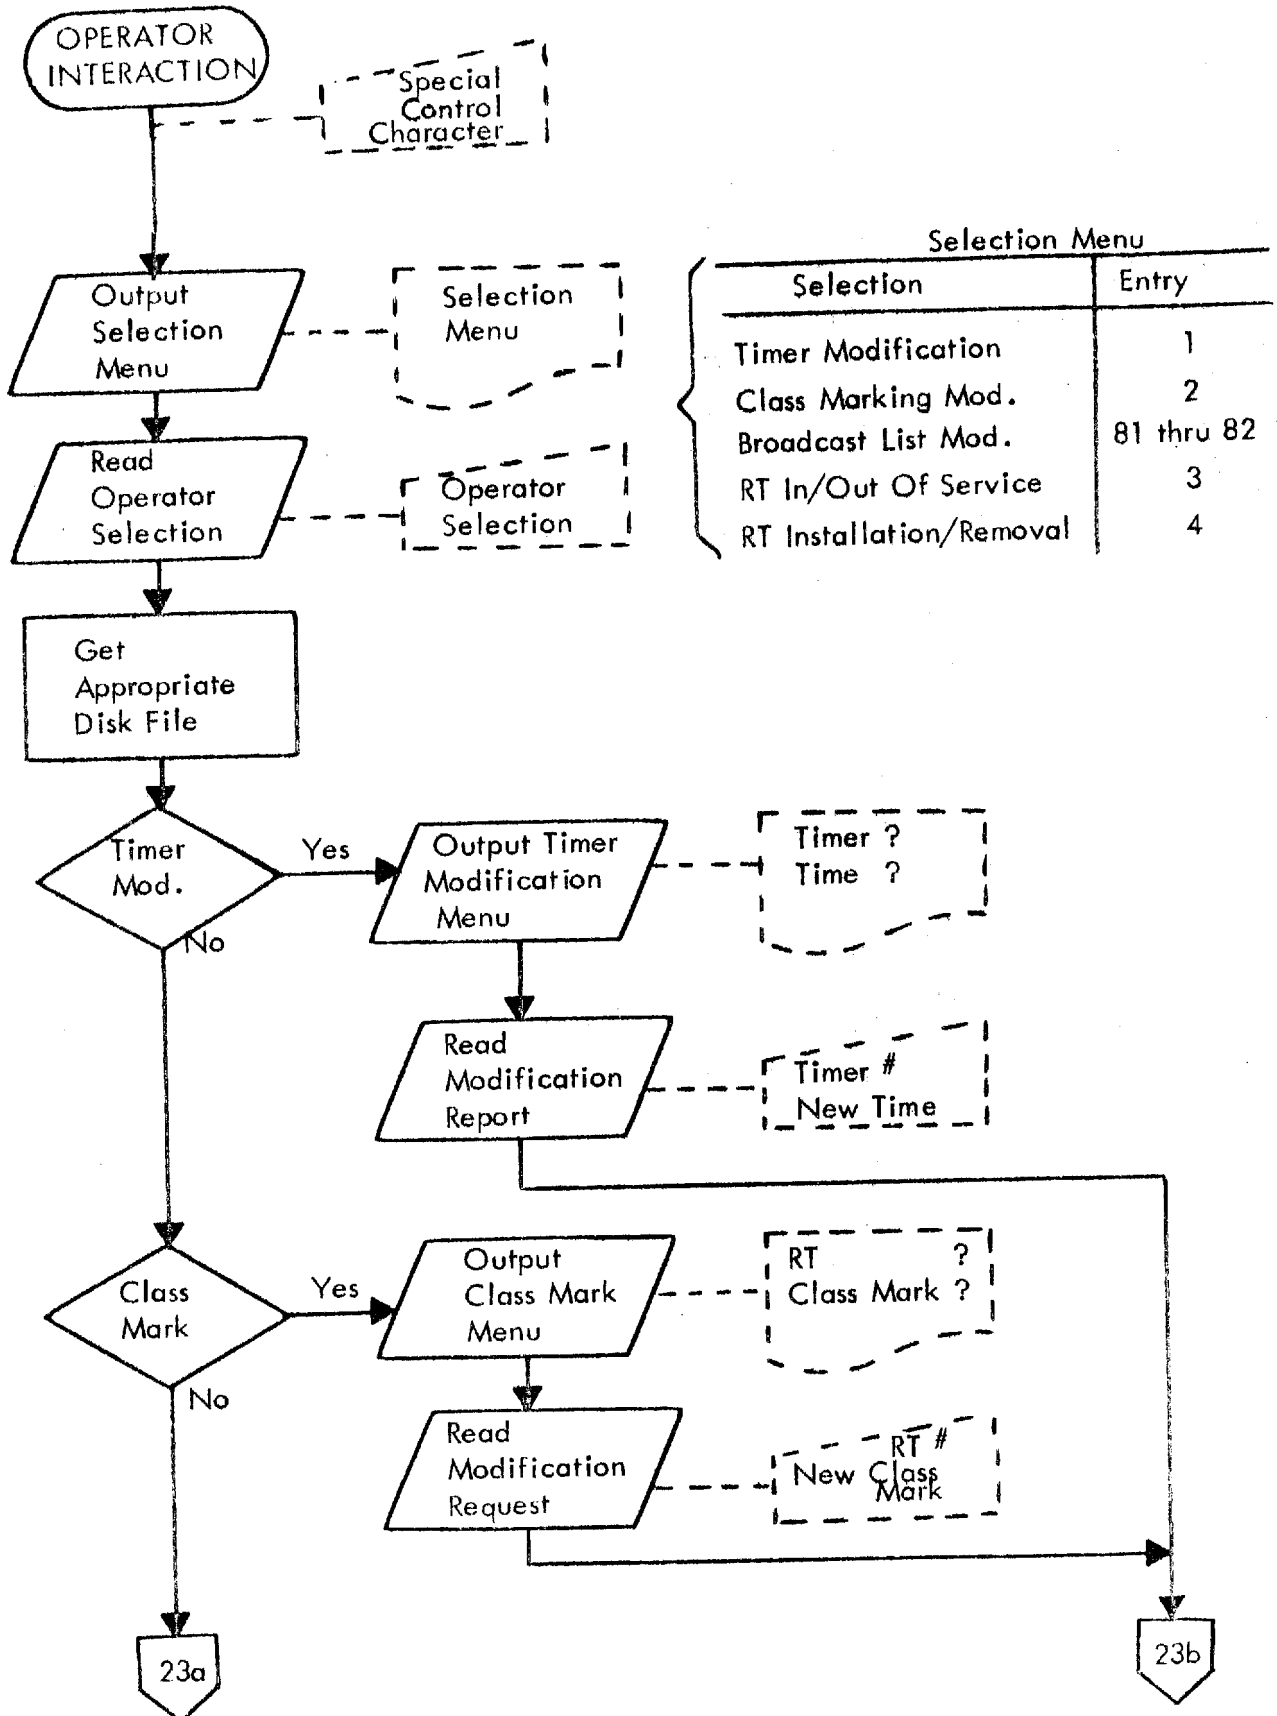 OPERATOR
INTERACTION
Special
Control
Character
Output
Selection
Menu
Selection
Menu
Selection Menu
Selection Entry
Timer Modification 1
Class Marking Mod. 2
Broadcast List Mod. 81 thru 82
RT In/Out Of Service 3
RT Installation/Removal 4
Read
Operator
Selection
Operator
Selection
Get
Appropriate
Disk File
Timer
Mod.
Yes
No
Output Timer
Modification
Menu
Timer ?
Time ?
Read
Modification
Report
Timer #
New Time
Class
Mark
Yes
No
Output
Class Mark
Menu
RT ?
Class Mark ?
Read
Modification
Request
RT #
New Class
Mark
23a
23b